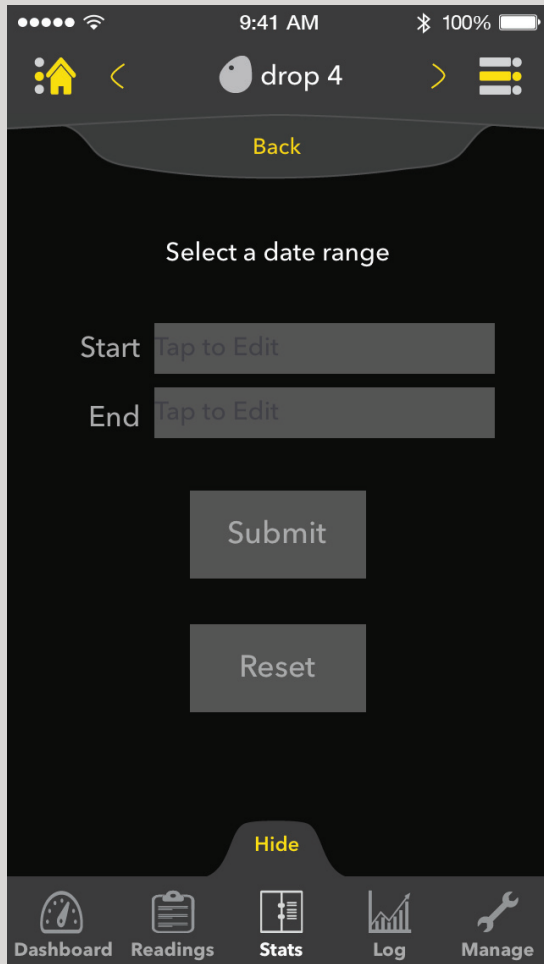 9:41 AM 100%
drop 4
Back
Select a date range
Start Tap to Edit
End Tap to Edit
Submit
Reset
Hide
Dashboard Readings Stats Log Manage